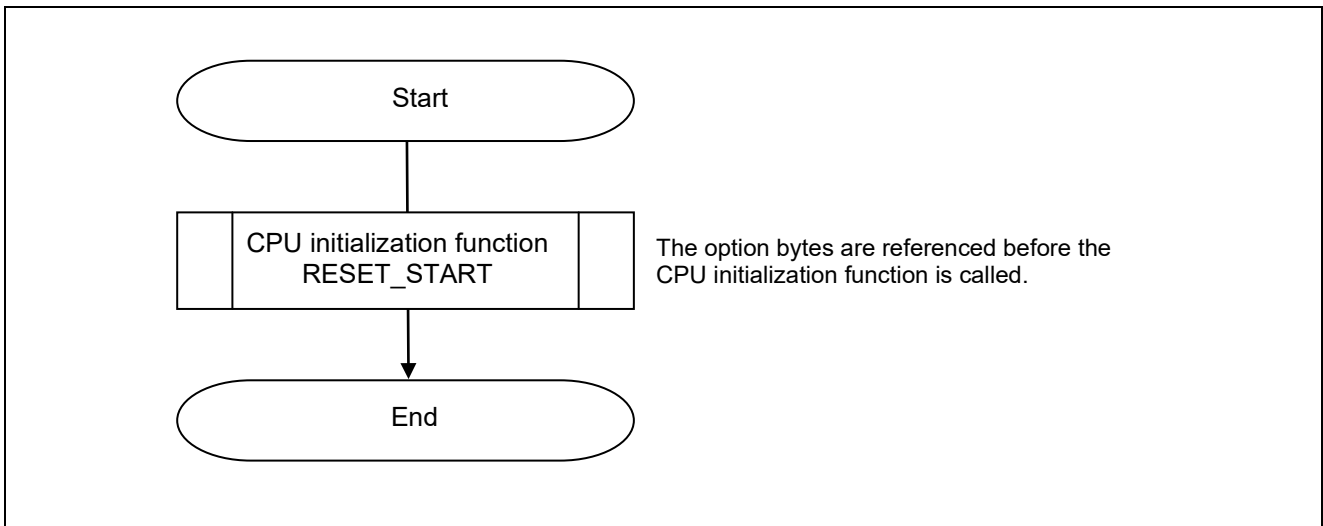 Start
CPU initialization function
RESET_START
The option bytes are referenced before the
CPU initialization function is called.
End